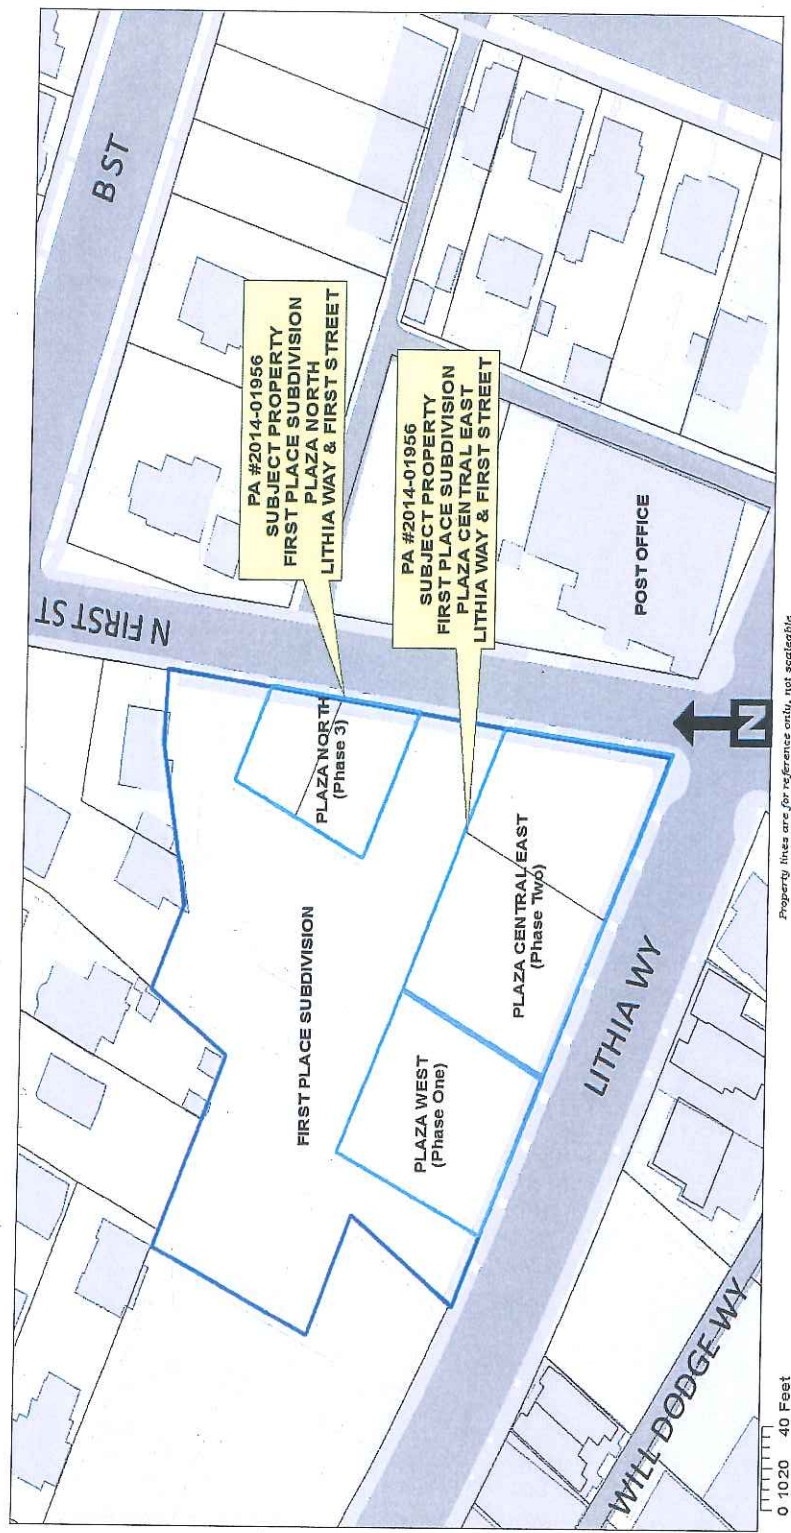 B ST
N FIRST ST
PA #2014-01956
SUBJECT PROPERTY
FIRST PLACE SUBDIVISION
PLAZA NORTH
LITHIA WAY & FIRST STREET
PA #2014-01956
SUBJECT PROPERTY
FIRST PLACE SUBDIVISION
PLAZA CENTRAL EAST
LITHIA WAY & FIRST STREET
PLAZA NORTH
(Phase 3)
FIRST PLACE SUBDIVISION
PLAZA CENTRAL EAST
(Phase Two)
PLAZA WEST
(Phase One)
POST OFFICE
LITHIA WY
WILL DODGE WY
N
0 10 20 40 Feet
Property lines are for reference only, not scaleable